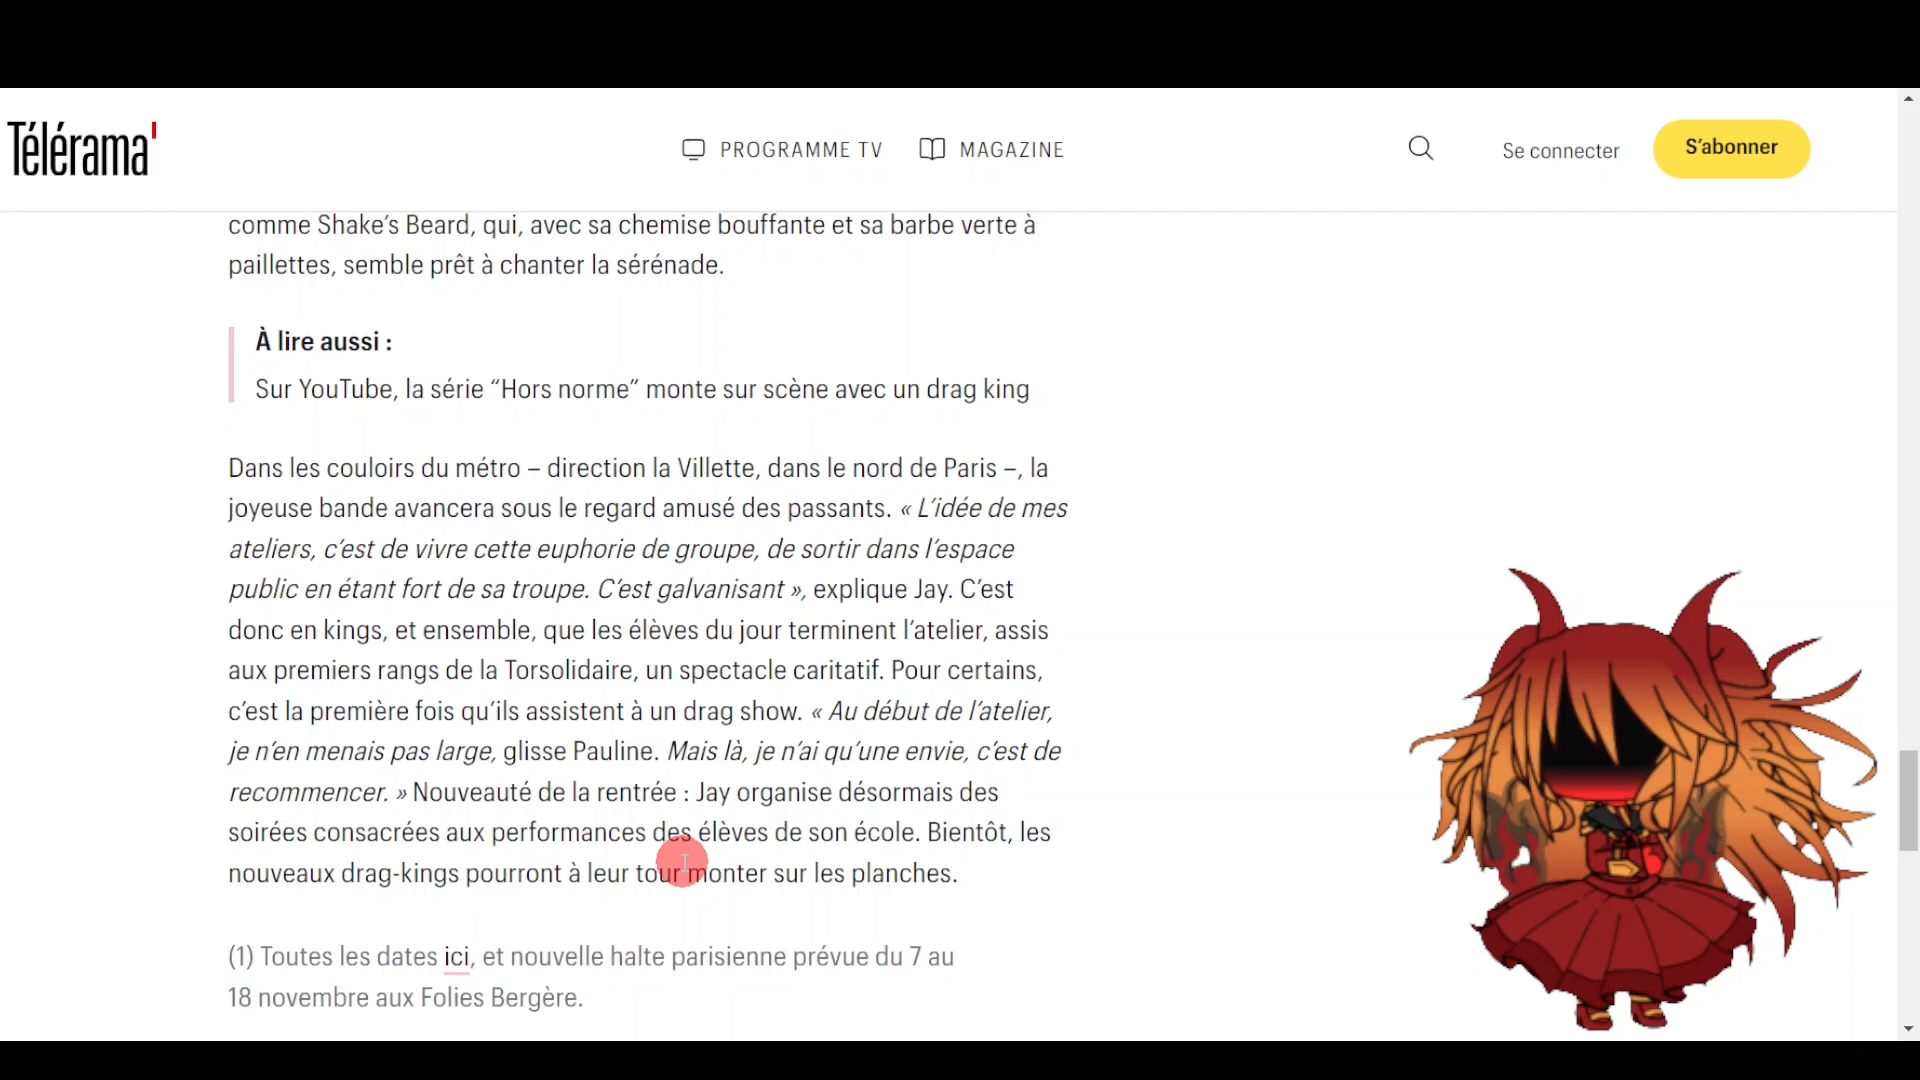 Télérama'
PROGRAMME TV
MAGAZINE
Se connecter
S'abonner
comme Shake’s Beard, qui, avec sa chemise bouffante et sa barbe verte à
paillettes, semble prêt à chanter la sérénade.
À lire aussi :
Sur YouTube, la série “Hors norme” monte sur scène avec un drag king
Dans les couloirs du métro – direction la Villette, dans le nord de Paris –, la
joyeuse bande avancera sous le regard amusé des passants. « L’idée de mes
ateliers, c’est de vivre cette euphorie de groupe, de sortir dans l’espace
public en étant fort de sa troupe. C’est galvanisant », explique Jay. C’est
donc en kings, et ensemble, que les élèves du jour terminent l’atelier, assis
aux premiers rangs de la Torsolidaire, un spectacle caritatif. Pour certains,
c’est la première fois qu’ils assistent à un drag show. « Au début de l’atelier,
je n’en menais pas large, glisse Pauline. Mais là, je n’ai qu’une envie, c’est de
recommencer. » Nouveauté de la rentrée : Jay organise désormais des
soirées consacrées aux performances des élèves de son école. Bientôt, les
nouveaux drag-kings pourront à leur tour monter sur les planches.
(1) Toutes les dates ici, et nouvelle halte parisienne prévue du 7 au
18 novembre aux Folies Bergère.